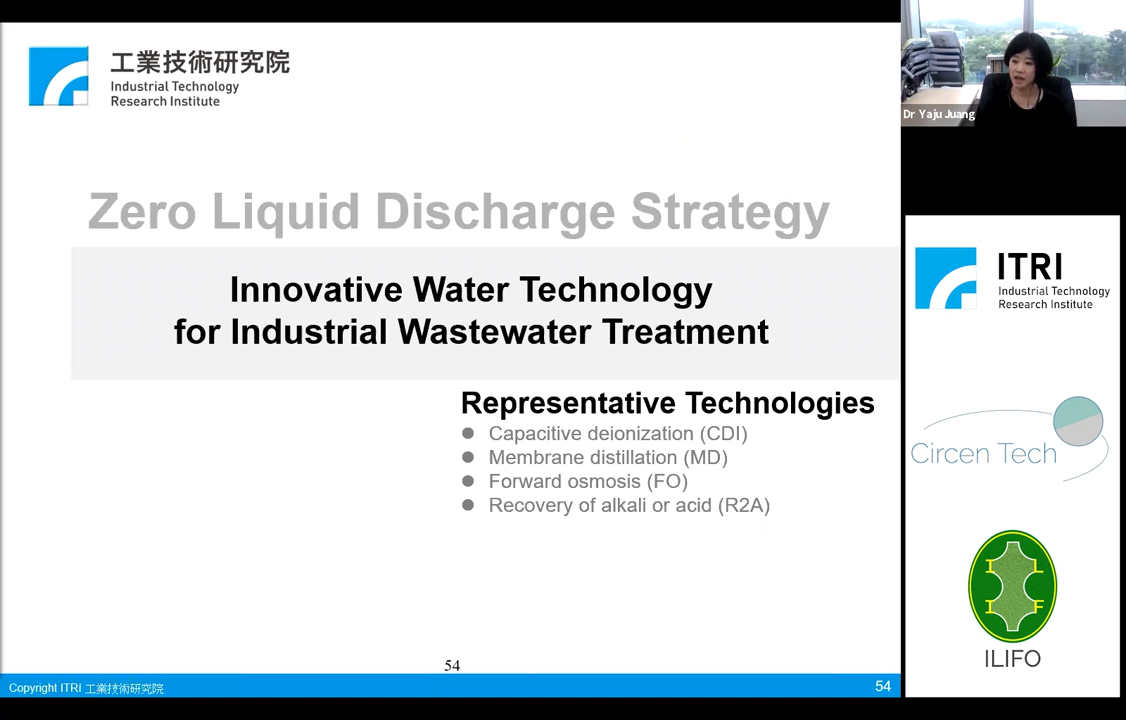 工業技術研究院
Industrial Technology
Research Institute
Zero Liquid Discharge Strategy
Innovative Water Technology
for Industrial Wastewater Treatment
Representative Technologies
● Capacitive deionization (CDI)
● Membrane distillation (MD)
● Forward osmosis (FO)
● Recovery of alkali or acid (R2A)
54
Copyright ITRI 工業技術研究院
54
Dr Yaju Juang
ITRI
Industrial Technology
Research Institute
Circen Tech
I L
I F
ILIFO